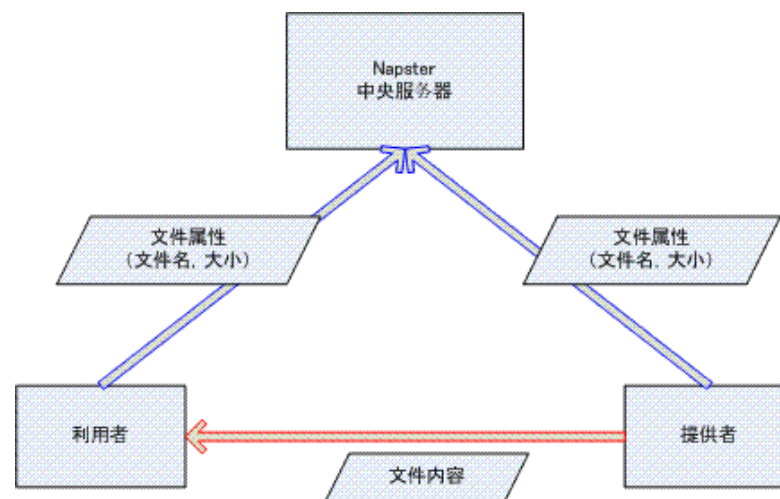 Napster
中央服务器
文件属性
(文件名, 大小)
文件属性
(文件名、大小)
利用者
提供者
文件内容